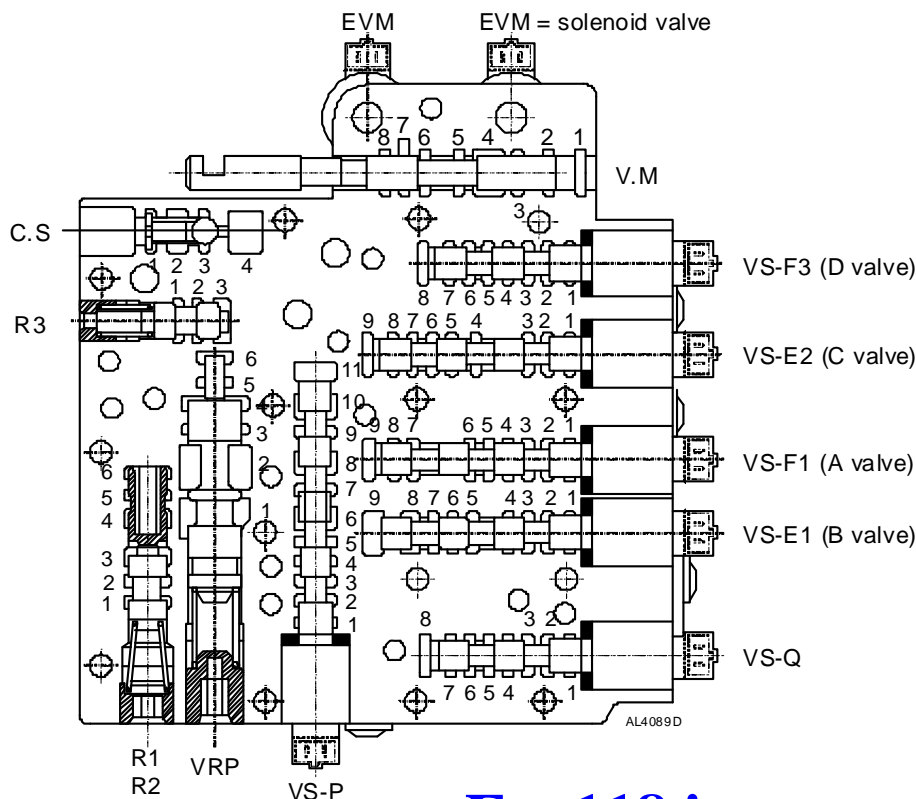 EVM EVM = solenoid valve
8 7 6 5 4 2 1
V.M
3
C.S
1 2 3 4
VS-F3 (D valve)
8 7 6 5 4 3 2 1
1 2 3
R3
9 8 7 6 5 4 3 2 1
VS-E2 (C valve)
6
5
11
10
4
3
9
9 8 7 6 5 4 3 2 1
VS-F1 (A valve)
2
8
6
5
4
7
9 8 7 6 5 4 3 2 1
1
6
VS-E1 (B valve)
5
3
4
2
3
1
2
1
8 3 2
VS-Q
7 6 5 4 1
AL4089D
R1
R2
VRP
VS-P